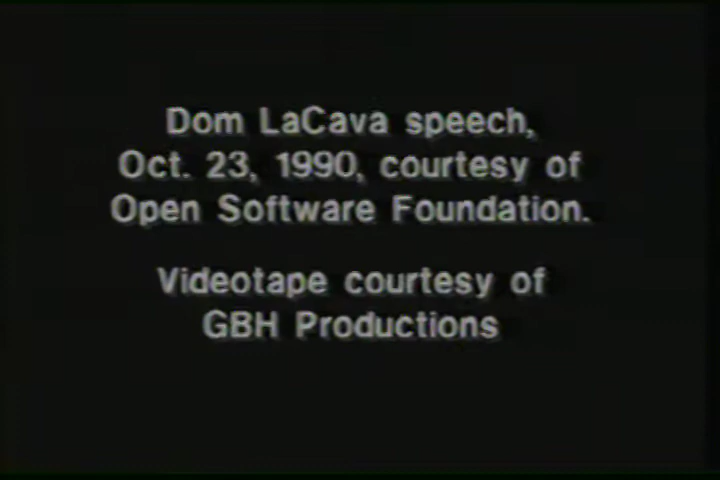 Dom LaCava speech,
Oct. 23, 1990, courtesy of
Open Software Foundation.
Videotape courtesy of
GBH Productions